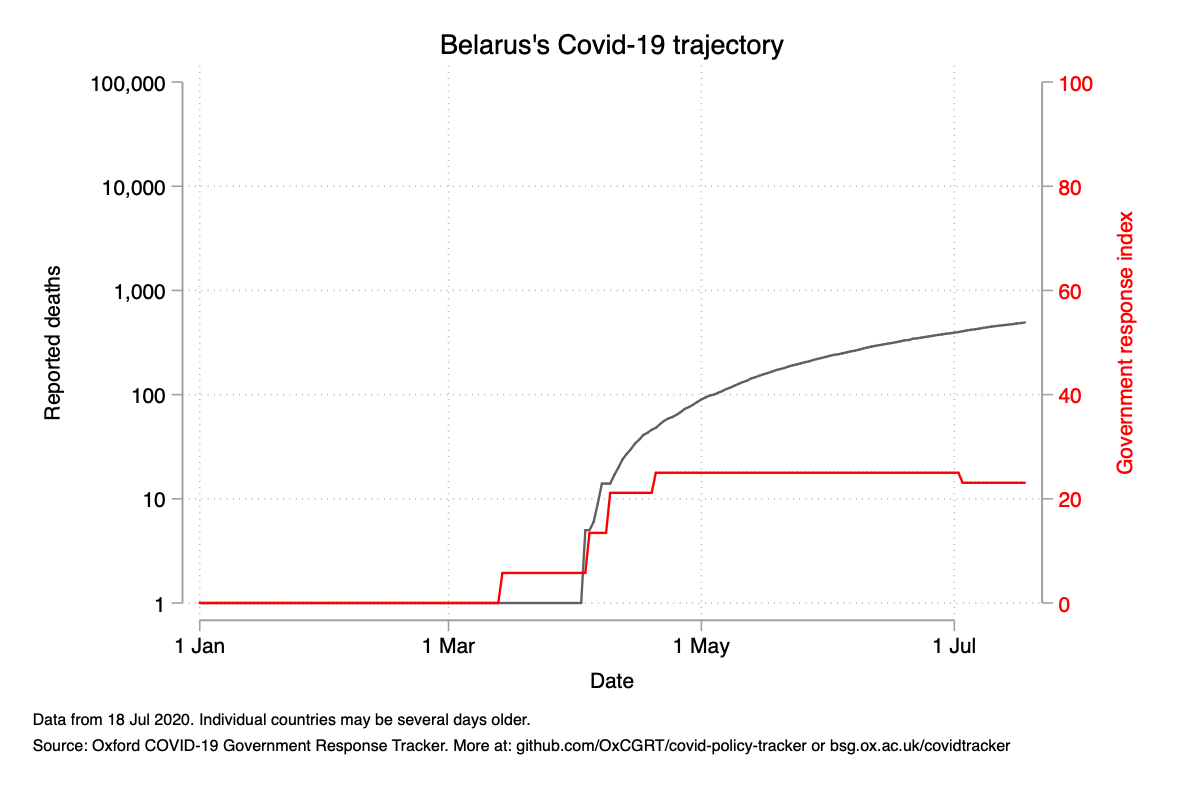 Belarus's Covid-19 trajectory
100,000
10,000
1,000
100
10
1
Reported deaths
100
80
60
40
20
0
Government response index
1 Jan
1 Mar
1 May
1 Jul
Date
Data from 18 Jul 2020. Individual countries may be several days older.
Source: Oxford COVID-19 Government Response Tracker. More at: github.com/OxCGRT/covid-policy-tracker or bsg.ox.ac.uk/covidtracker